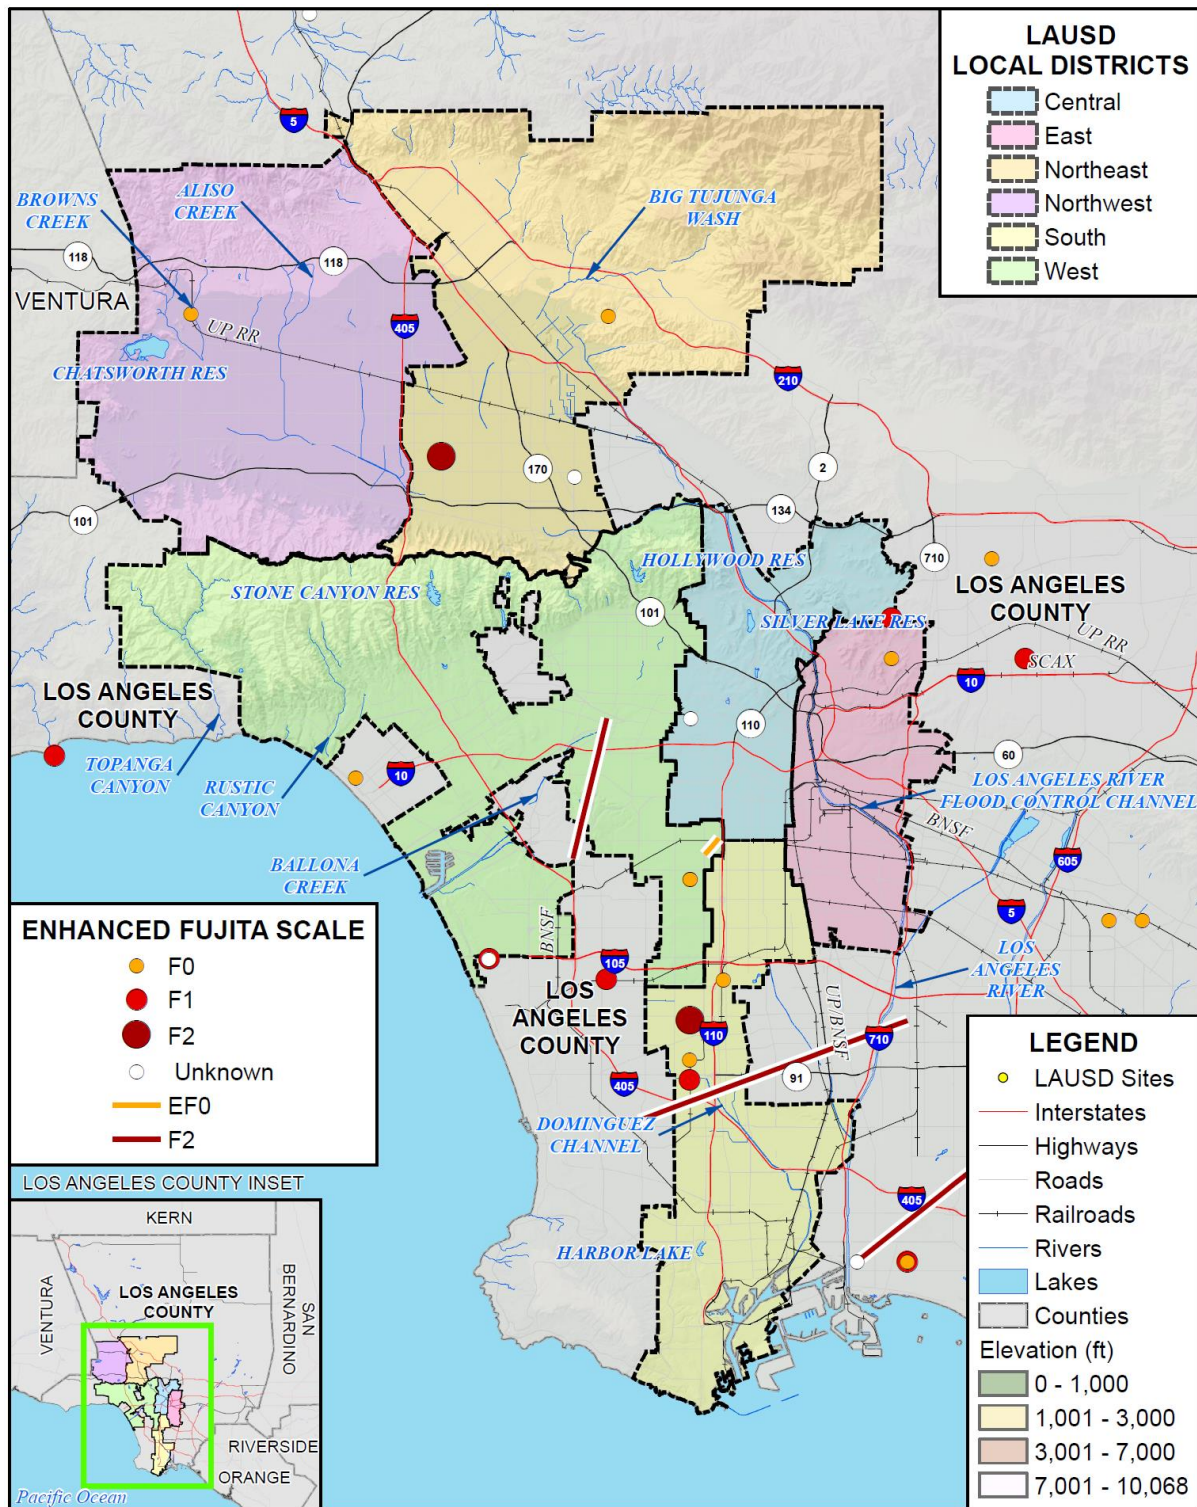 LAUSD
LOCAL DISTRICTS
Central
East
Northeast
Northwest
South
West
5
BROWNS
CREEK
ALISO
CREEK
BIG TUJUNGA
WASH
118
118
VENTURA
UP RR
405
CHATSWORTH RES
210
170
2
101
134
710
HOLLYWOOD RES
STONE CANYON RES
101
LOS ANGELES
COUNTY
SILVER LAKE RES
UP RR
SCAX
10
LOS ANGELES
COUNTY
110
60
TOPANGA
CANYON
RUSTIC
CANYON
10
LOS ANGELES RIVER
FLOOD CONTROL CHANNEL
BNSF
605
BALLONA
CREEK
5
BNSF
LOS
ANGELES
RIVER
105
LOS
ANGELES
COUNTY
UP/BNSF
110
710
405
91
DOMINGUEZ
CHANNEL
405
HARBOR LAKE
ENHANCED FUJITA SCALE
F0
F1
F2
Unknown
EF0
F2
LOS ANGELES COUNTY INSET
KERN
VENTURA
LOS ANGELES
COUNTY
SAN
BERNARDINO
RIVERSIDE
ORANGE
Pacific Ocean
LEGEND
LAUSD Sites
Interstates
Highways
Roads
Railroads
Rivers
Lakes
Counties
Elevation (ft)
0 - 1,000
1,001 - 3,000
3,001 - 7,000
7,001 - 10,068